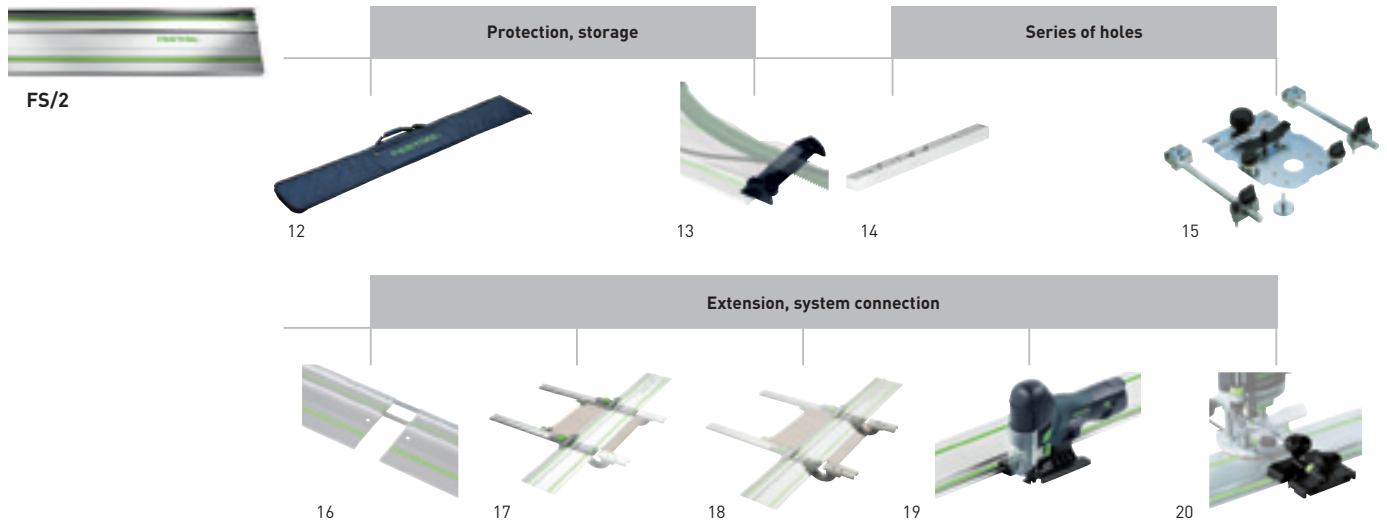 FS/2
Protection, storage
Series of holes
12
13
14
15
Extension, system connection
16
17
18
19
20